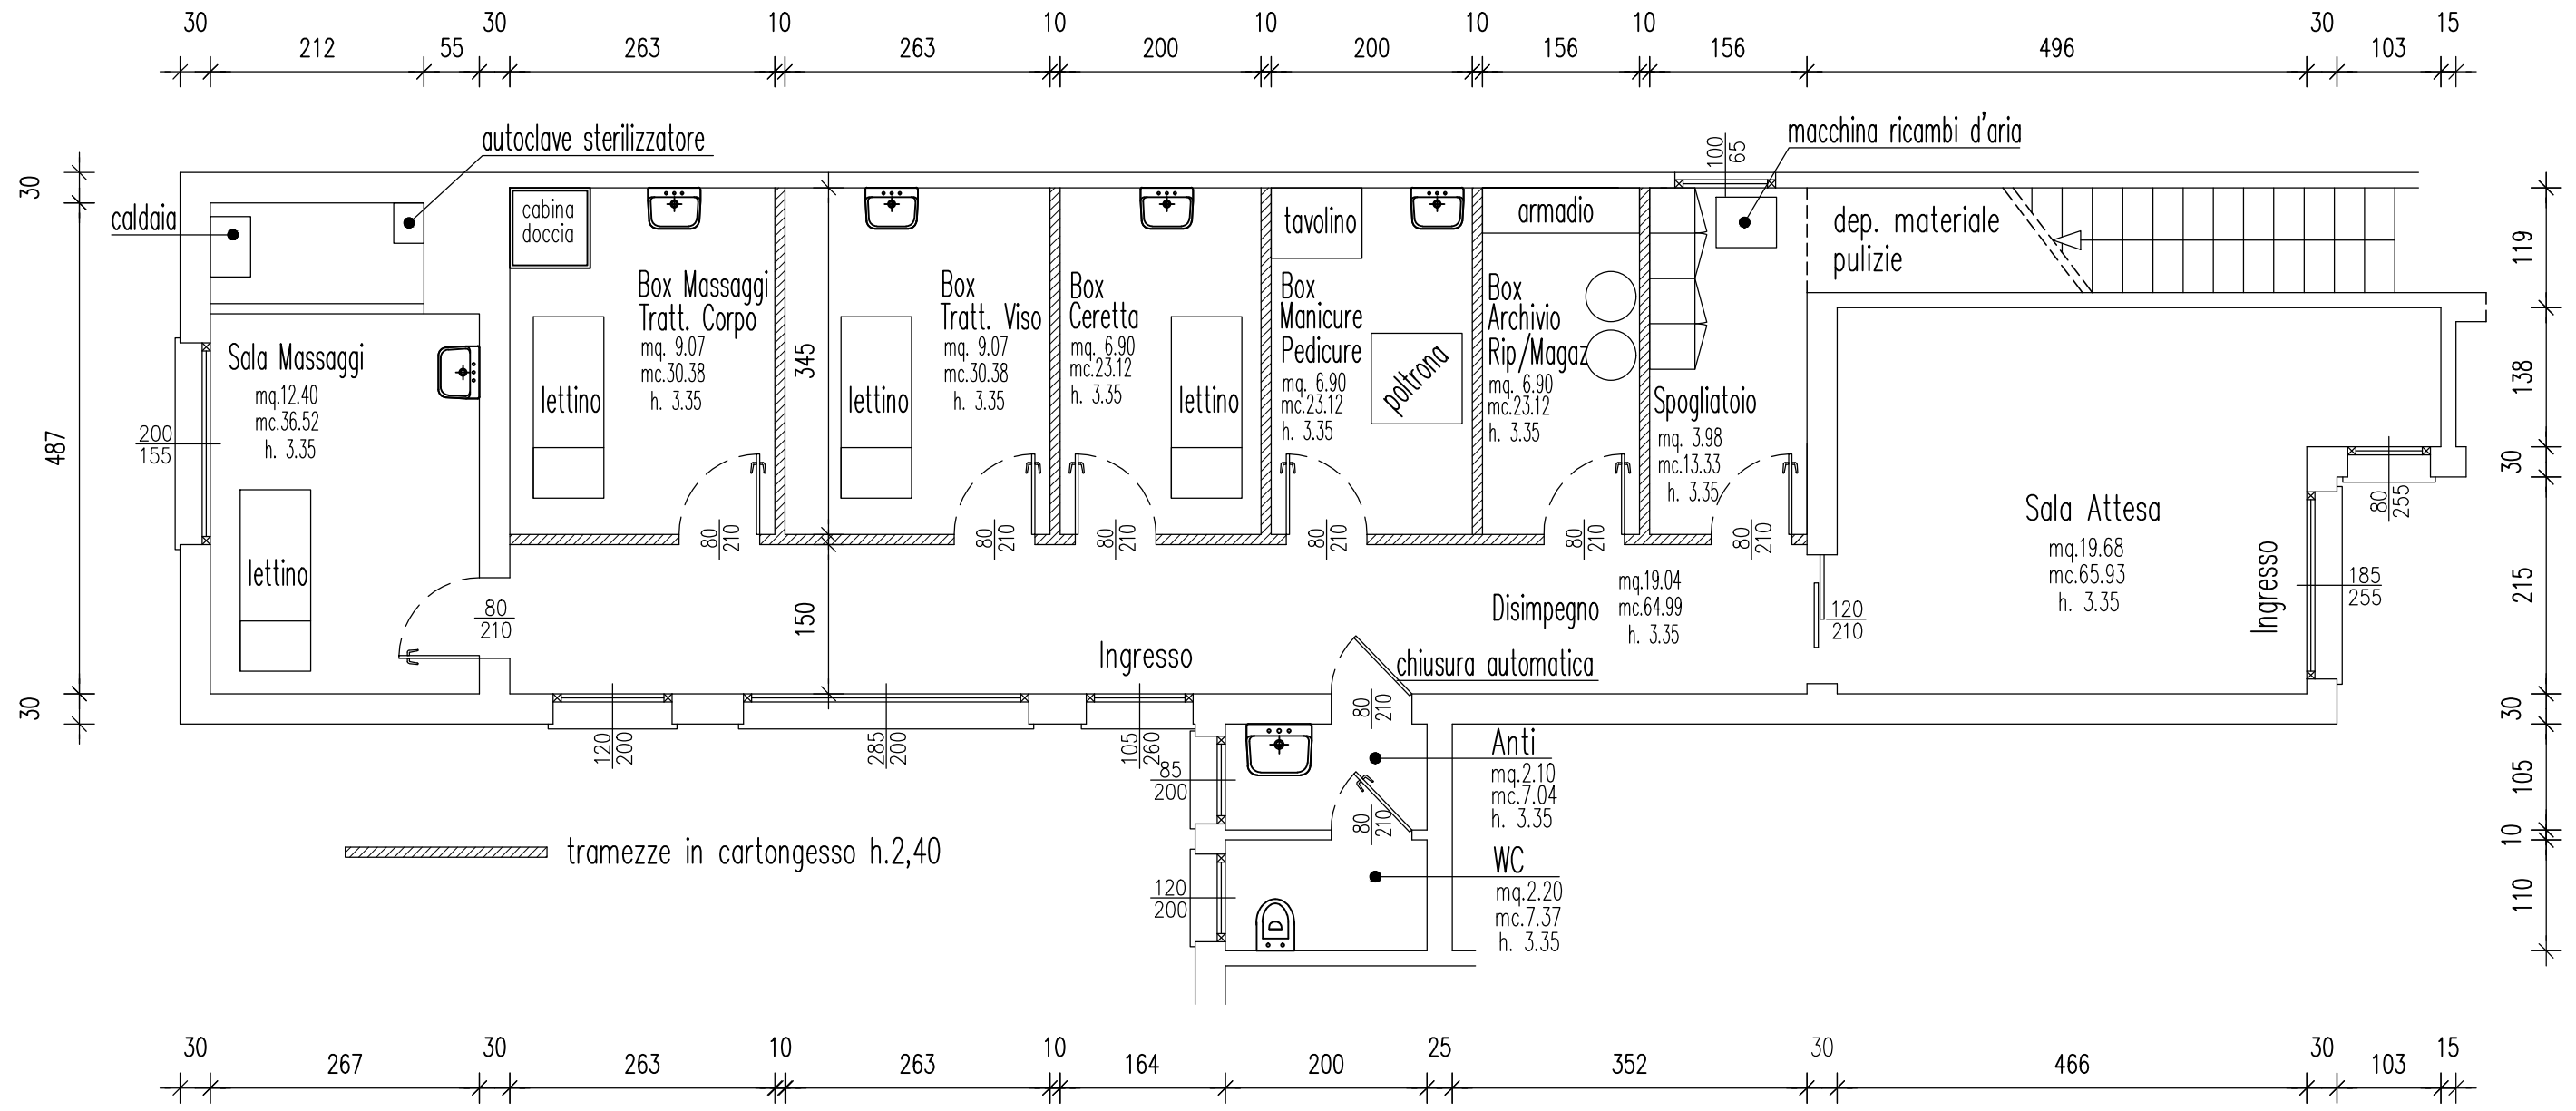 30 30 10 10 10 10 10 30 15
212 55 263 263 200 200 156 156 496 103
autoclave sterilizzatore
macchina ricambi d'aria
100
65
30
caldaia
cabina
doccia
tavolino
armadio
dep. materiale
pulizie
119
Box Massaggi
Tratt. Corpo
mq. 9.07
mc.30.38
h. 3.35
Box
Tratt. Viso
mq. 9.07
mc.30.38
h. 3.35
Box
Ceretta
mq. 6.90
mc.23.12
h. 3.35
Box
Manicure
Pedicure
mq. 6.90
mc.23.12
h. 3.35
Box
Archivio
Rip/Magaz
mq. 6.90
mc.23.12
h. 3.35
Spogliatoio
mq. 3.98
mc.13.33
h. 3.35
Sala Massaggi
mq.12.40
mc.36.52
h. 3.35
345
138
poltrona
lettino
lettino
lettino
487
200
155
30
80
255
Sala Attesa
mq.19.68
mc.65.93
h. 3.35
80
210
80
210
80
210
80
210
80
210
80
210
lettino
80
210
150
Disimpegno
mq.19.04
mc.64.99
h. 3.35
120
210
Ingresso
185
255
215
Ingresso
chiusura automatica
30
30
80
210
120
200
285
200
105
260
85
200
Anti
mq.2.10
mc.7.04
h. 3.35
105
80
210
10
tramezze in cartongesso h.2,40
WC
mq.2.20
mc.7.37
h. 3.35
120
200
110
30 30 10 10 25 30 30 15
267 263 263 164 200 352 466 103